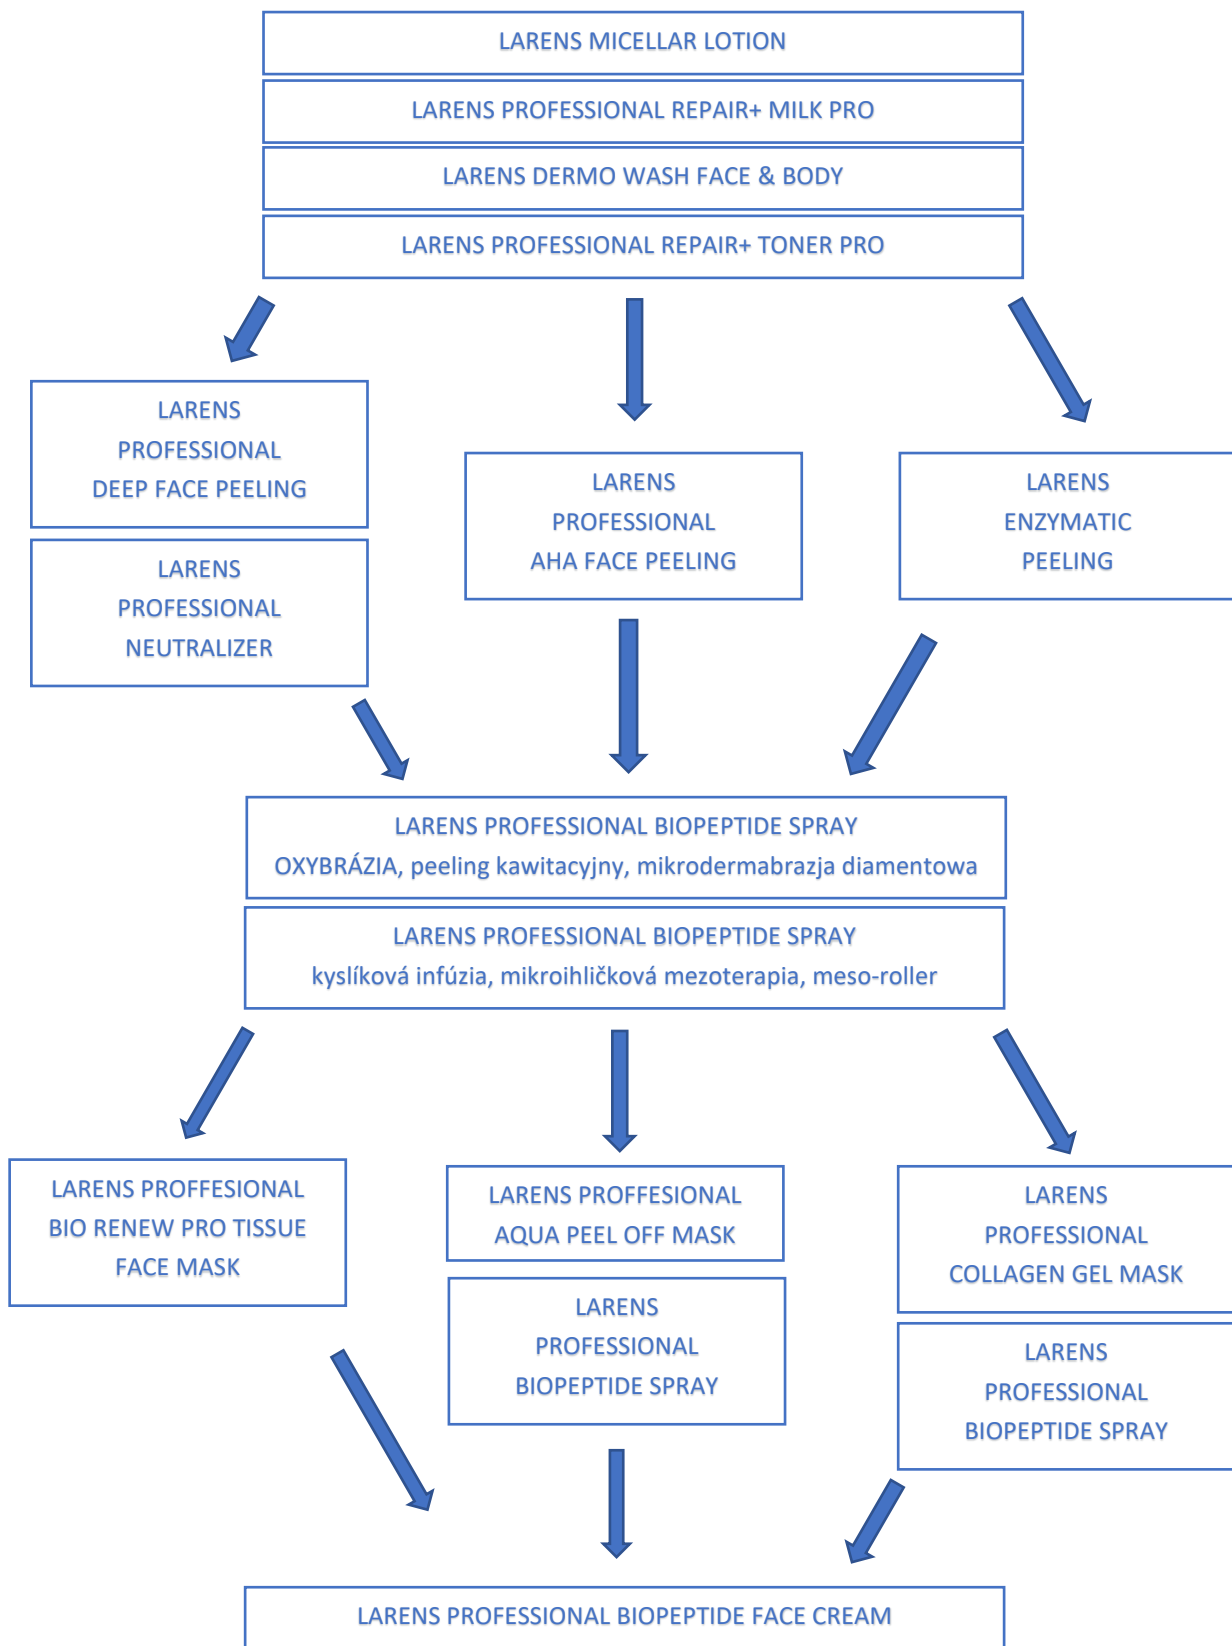 LARENS MICELLAR LOTION
LARENS PROFESSIONAL REPAIR+ MILK PRO
LARENS DERMO WASH FACE & BODY
LARENS PROFESSIONAL REPAIR+ TONER PRO
LARENS
PROFESSIONAL
DEEP FACE PEELING
LARENS
PROFESSIONAL
NEUTRALIZER
LARENS
PROFESSIONAL
AHA FACE PEELING
LARENS
ENZYMATIC
PEELING
LARENS PROFESSIONAL BIOPEPTIDE SPRAY
OXYBRÁZIA, peeling kawitacyjny, mikrodermabrazja diamentowa
LARENS PROFESSIONAL BIOPEPTIDE SPRAY
kyslíková infúzia, mikroihličková mezoterapia, meso-roller
LARENS PROFFESIONAL
BIO RENEW PRO TISSUE
FACE MASK
LARENS PROFFESIONAL
AQUA PEEL OFF MASK
LARENS
PROFESSIONAL
BIOPEPTIDE SPRAY
LARENS
PROFESSIONAL
COLLAGEN GEL MASK
LARENS
PROFESSIONAL
BIOPEPTIDE SPRAY
LARENS PROFESSIONAL BIOPEPTIDE FACE CREAM